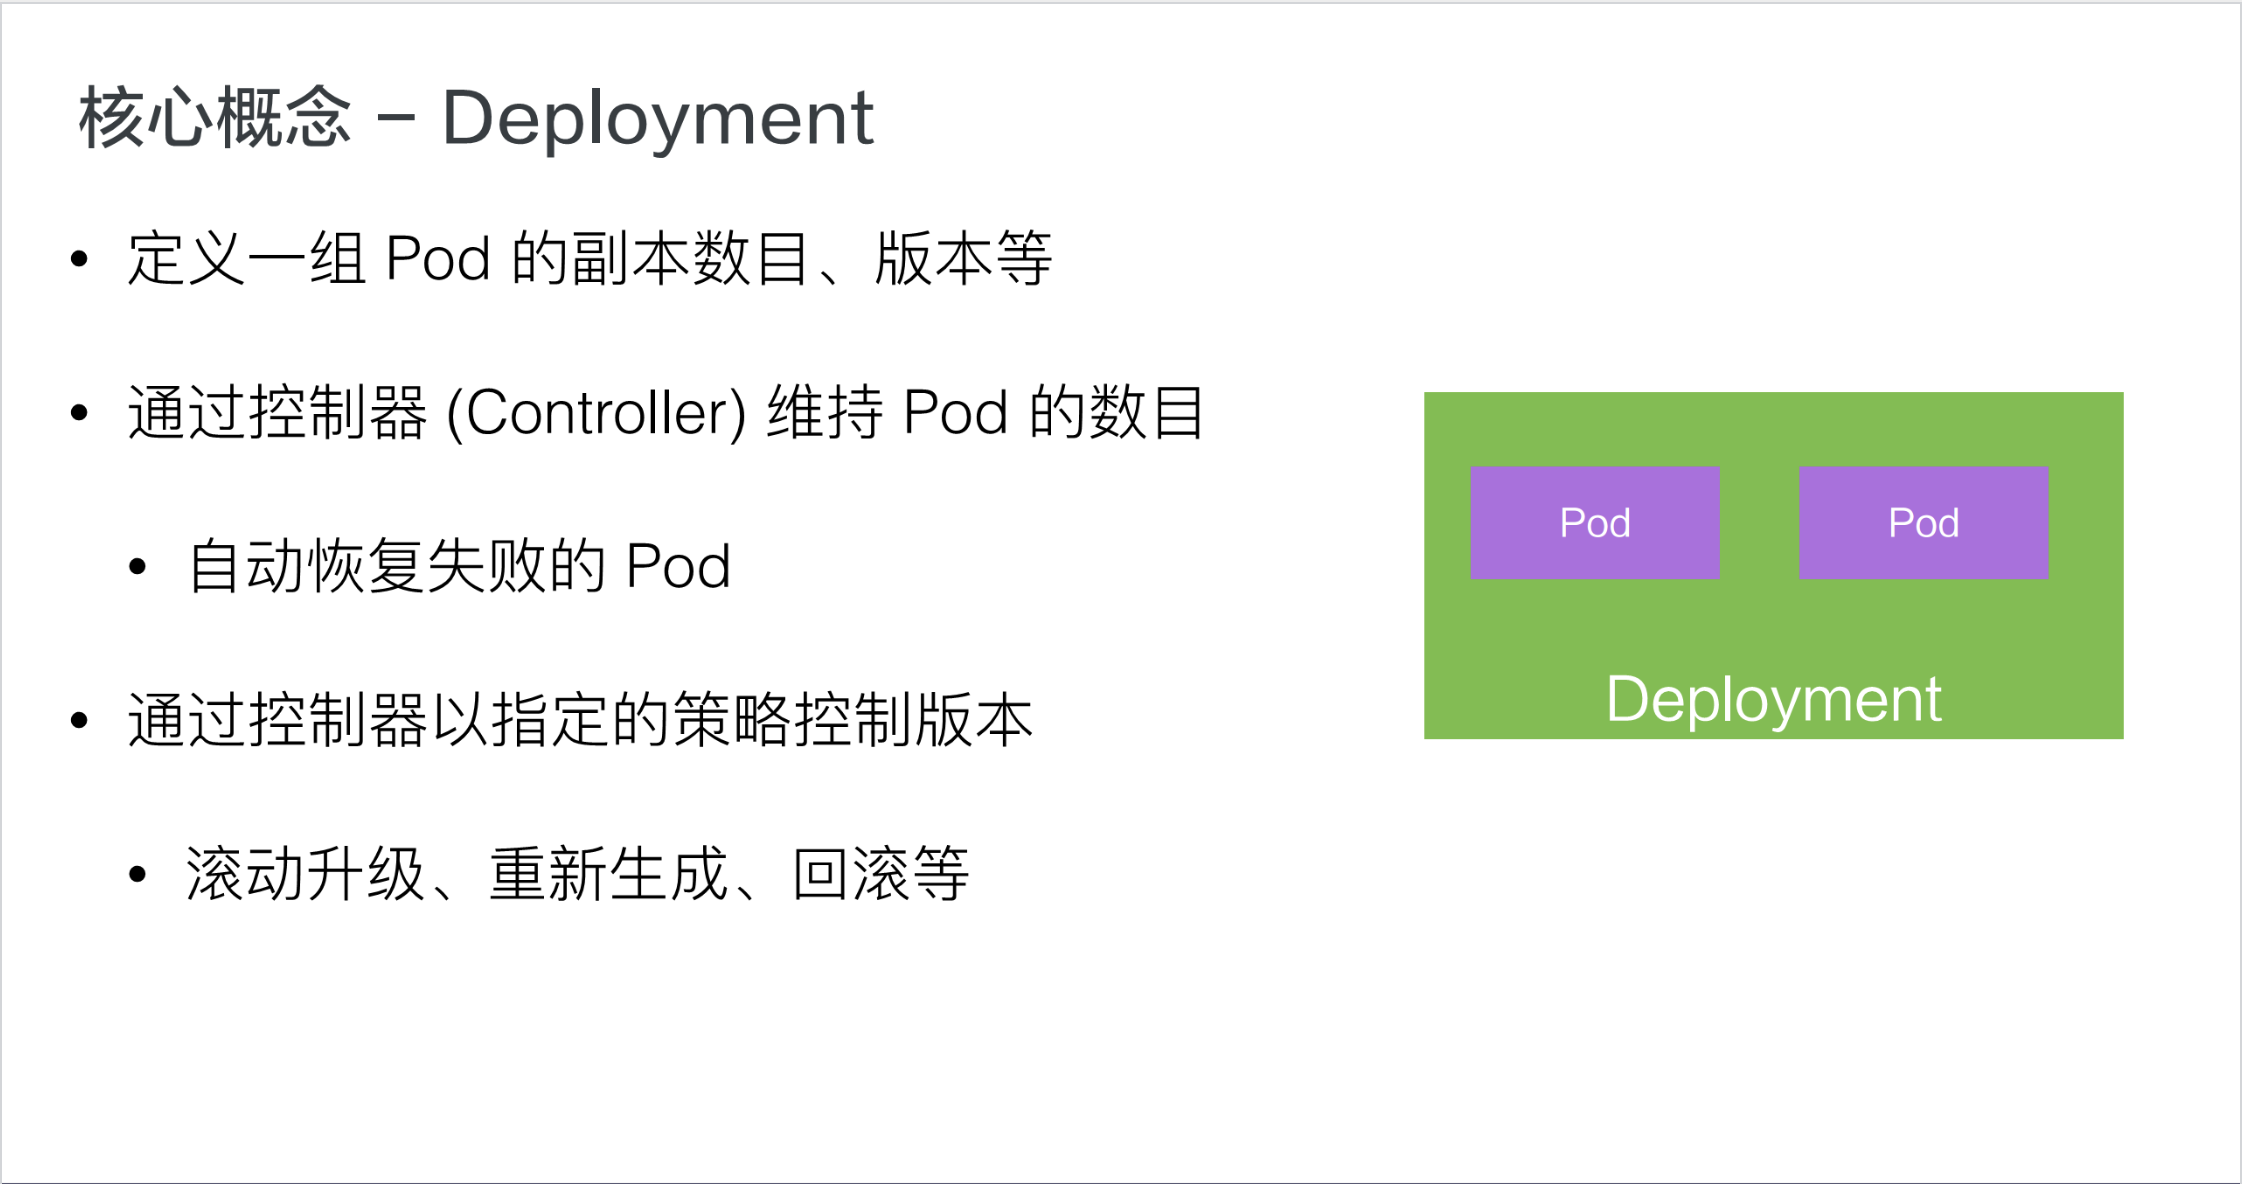 核心概念 – Deployment
• 定义一组 Pod 的副本数目、版本等
• 通过控制器 (Controller) 维持 Pod 的数目
• 自动恢复失败的 Pod
• 通过控制器以指定的策略控制版本
• 滚动升级、重新生成、回滚等
Pod Pod
Deployment